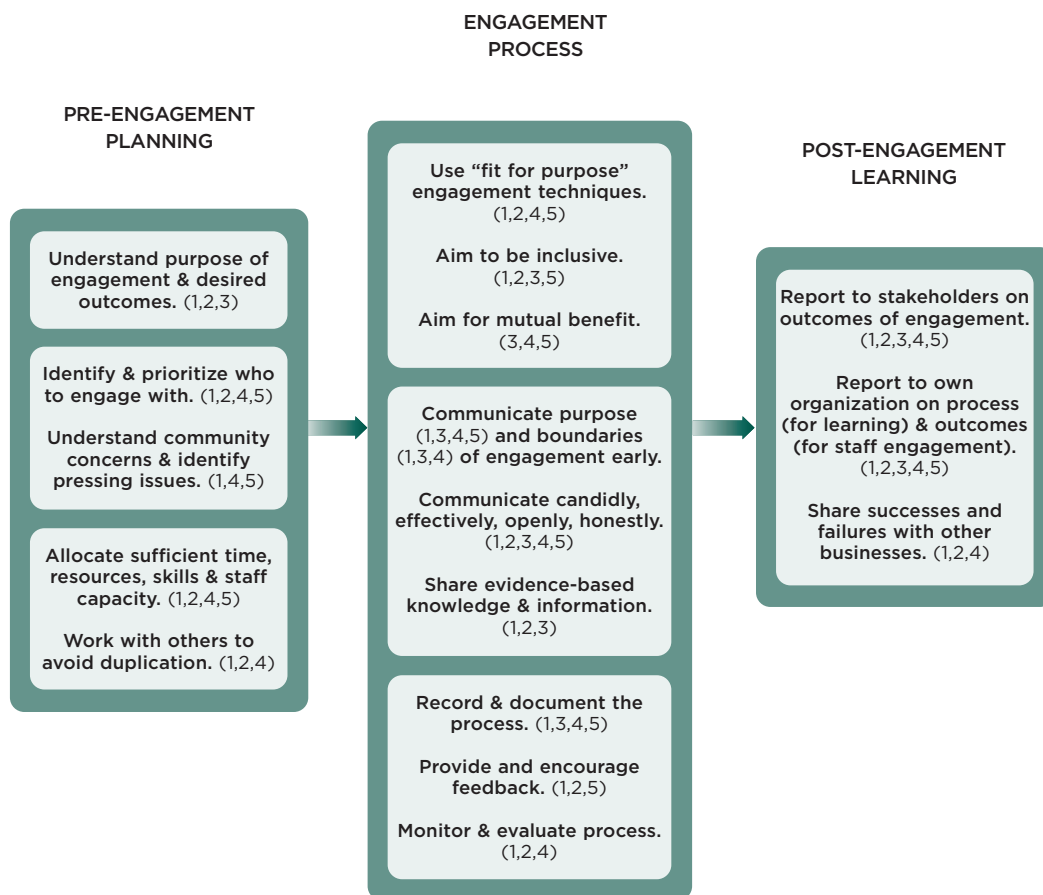 ENGAGEMENT
PROCESS
PRE-ENGAGEMENT
PLANNING
Understand purpose of
engagement & desired
outcomes. (1,2,3)
Identify & prioritize who
to engage with. (1,2,4,5)
Understand community
concerns & identify
pressing issues. (1,4,5)
Allocate sufficient time,
resources, skills & staff
capacity. (1,2,4,5)
Work with others to
avoid duplication. (1,2,4)
Use “fit for purpose”
engagement techniques.
(1,2,4,5)
Aim to be inclusive.
(1,2,3,5)
Aim for mutual benefit.
(3,4,5)
Communicate purpose
(1,3,4,5) and boundaries
(1,3,4) of engagement early.
Communicate candidly,
effectively, openly, honestly.
(1,2,3,4,5)
Share evidence-based
knowledge & information.
(1,2,3)
Record & document the
process. (1,3,4,5)
Provide and encourage
feedback. (1,2,5)
Monitor & evaluate process.
(1,2,4)
POST-ENGAGEMENT
LEARNING
Report to stakeholders on
outcomes of engagement.
(1,2,3,4,5)
Report to own
organization on process
(for learning) & outcomes
(for staff engagement).
(1,2,3,4,5)
Share successes and
failures with other
businesses. (1,2,4)